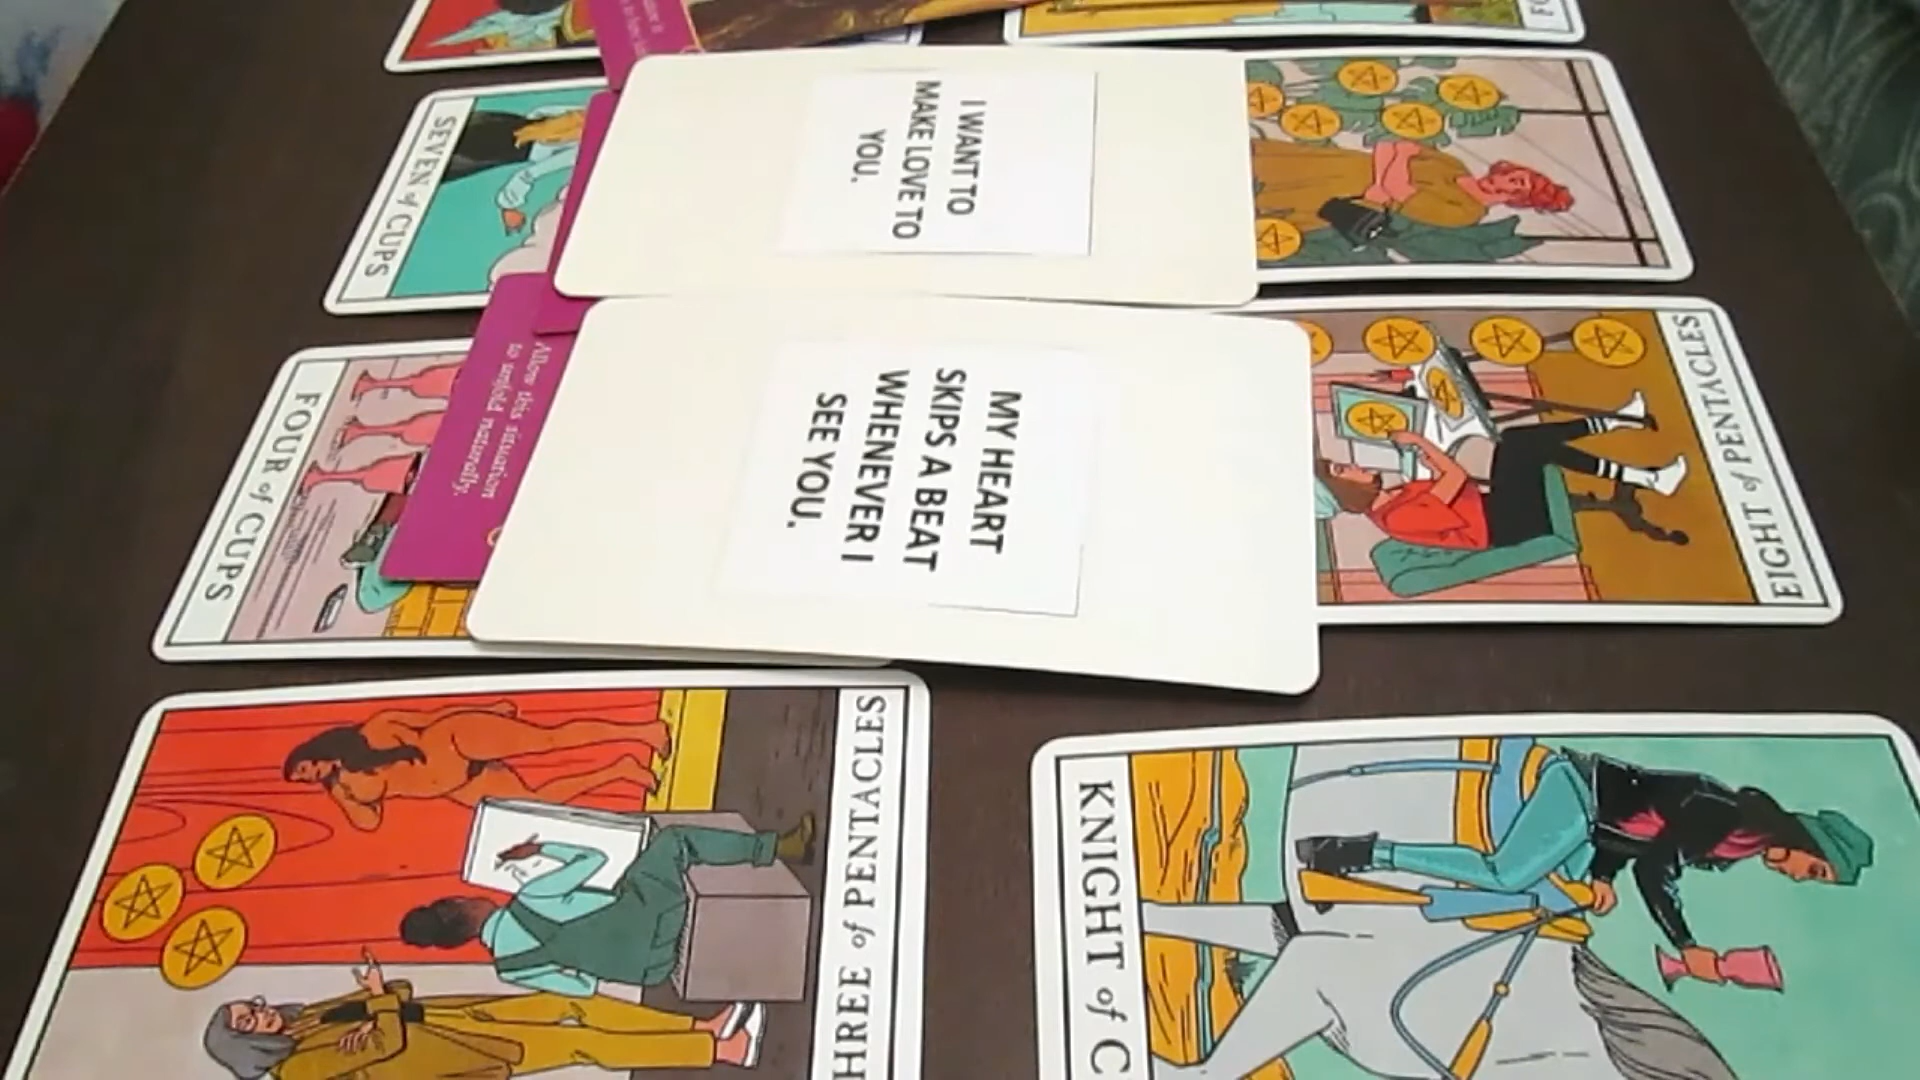 I WANT TO
MAKE LOVE TO
YOU.
SEVEN of CUPS
MY HEART
SKIPS A BEAT
WHENEVER I
SEE YOU.
Allow this situation
to unfold naturally.
FOUR of CUPS
EIGHT of PENTACLES
HREE of PENTACLES
KNIGHT of C